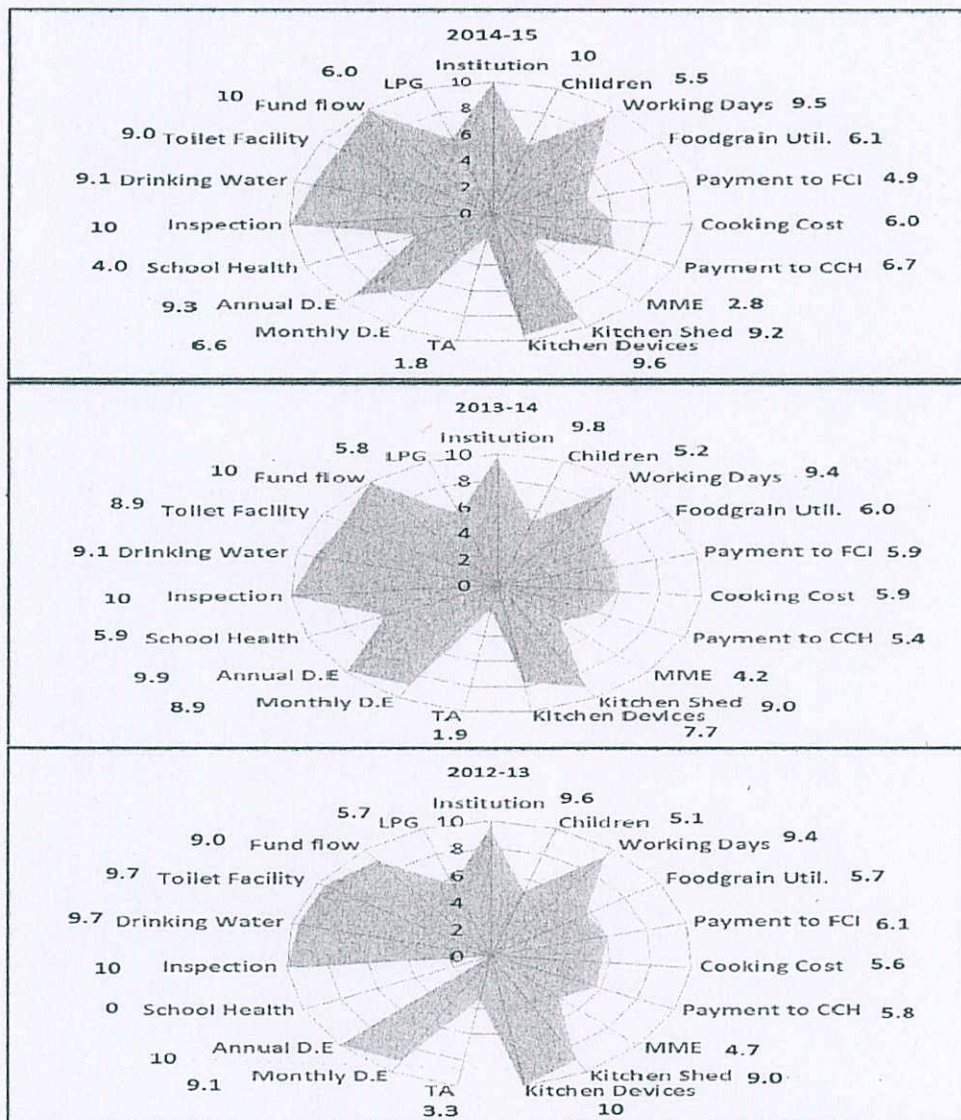 2014-15
Institution 10
LPG 6.0
Children 5.5
Fund flow 10
Working Days 9.5
Toilet Facility 9.0
Foodgrain Util. 6.1
Drinking Water 9.1
Payment to FCI 4.9
Inspection 10
Cooking Cost 6.0
School Health 4.0
Payment to CCH 6.7
Annual D.E 9.3
MME 2.8
Monthly D.E 6.6
Kitchen Shed 9.2
TA 1.8
Kitchen Devices 9.6
10
8
6
4
2
0
2013-14
Institution 9.8
LPG 5.8
Children 5.2
Fund flow 10
Working Days 9.4
Toilet Facility 8.9
Foodgrain Util. 6.0
Drinking Water 9.1
Payment to FCI 5.9
Inspection 10
Cooking Cost 5.9
School Health 5.9
Payment to CCH 5.4
Annual D.E 9.9
MME 4.2
Monthly D.E 8.9
Kitchen Shed 9.0
TA 1.9
Kitchen Devices 7.7
10
8
6
4
2
0
2012-13
Institution 9.6
LPG 5.7
Children 5.1
Fund flow 9.0
Working Days 9.4
Toilet Facility 9.7
Foodgrain Util. 5.7
Drinking Water 9.7
Payment to FCI 6.1
Inspection 10
Cooking Cost 5.6
School Health 0
Payment to CCH 5.8
Annual D.E 10
MME 4.7
Monthly D.E 9.1
Kitchen Shed 9.0
TA 3.3
Kitchen Devices 10
10
8
6
4
2
0